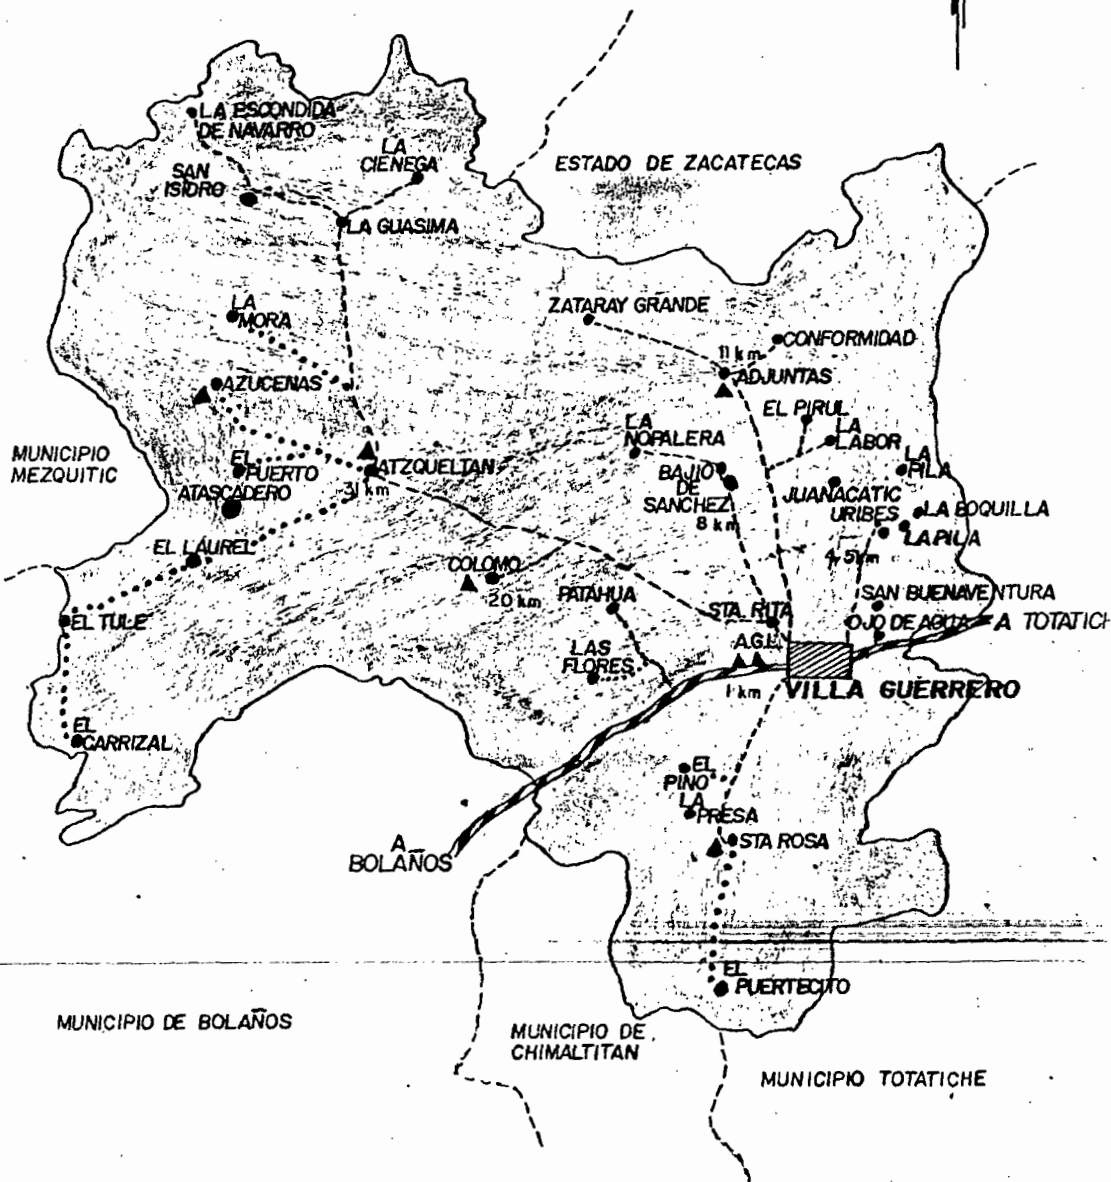 LA ESCONDIDA
DE NAVARRO
LA
CIENEGA
ESTADO DE ZACATECAS
SAN
ISIDRO
LA GUASIMA
LA
MORA
ZATARAY GRANDE
CONFORMIDAD
11 km
ADJUNTAS
AZUCENAS
EL PIRUL
LA
NOPALERA
LA
LABOR
MUNICIPIO
MEZQUITIC
EL
PUERTO
ATZQUELTAN
31 km
ATASCADERO
BAJIO
DE
SANCHEZ
8 km
LA
PILA
JUANACATIC
URIBES
LA BOQUILLA
LA PILA
4.5 km
EL LAUREL
COLOMO
20 km
PATAHUA
SAN BUENAVENTURA
EL TULE
STA. RITA
OJO DE AGUA
A TOTATICH
A.G.L.
LAS
FLORES
1 km
VILLA GUERRERO
EL
CARRIZAL
EL
PINO
LA
PRESA
STA ROSA
A
BOLAÑOS
EL
PUERTECITO
MUNICIPIO DE BOLAÑOS
MUNICIPIO DE
CHIMALTITAN
MUNICIPIO TOTATICHE